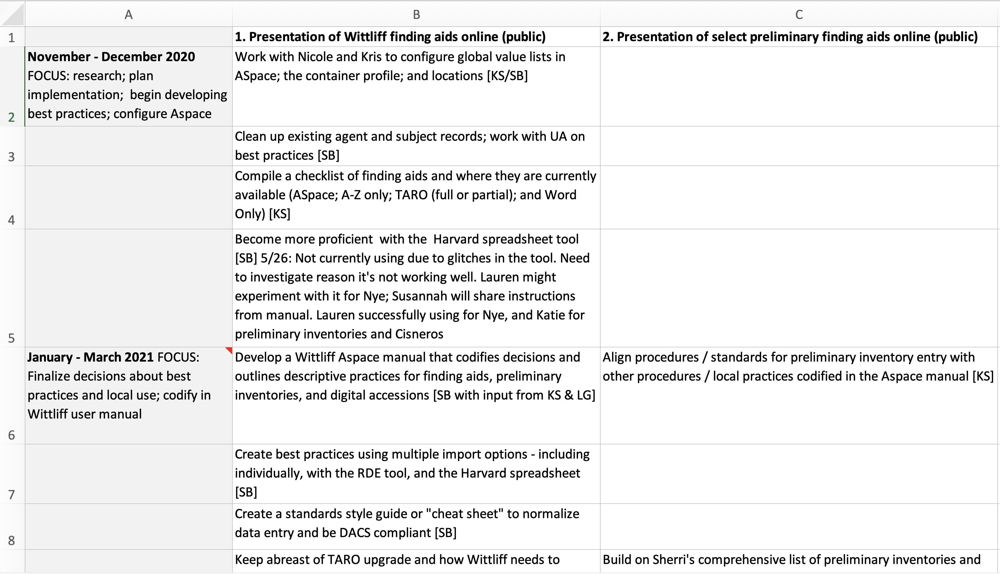 A B C
1
1. Presentation of Wittliff finding aids online (public)
2. Presentation of select preliminary finding aids online (public)
2
November - December 2020
FOCUS: research; plan
implementation;  begin developing
best practices; configure Aspace
Work with Nicole and Kris to configure global value lists in
ASpace; the container profile; and locations [KS/SB]
3
Clean up existing agent and subject records; work with UA on
best practices [SB]
4
Compile a checklist of finding aids and where they are currently
available (ASpace; A-Z only; TARO (full or partial); and Word
Only) [KS]
5
Become more proficient  with the  Harvard spreadsheet tool
[SB] 5/26: Not currently using due to glitches in the tool. Need
to investigate reason it's not working well. Lauren might
experiment with it for Nye; Susannah will share instructions
from manual. Lauren successfully using for Nye, and Katie for
preliminary inventories and Cisneros
6
January - March 2021 FOCUS:
Finalize decisions about best
practices and local use; codify in
Wittliff user manual
Develop a Wittliff Aspace manual that codifies decisions and
outlines descriptive practices for finding aids, preliminary
inventories, and digital accessions [SB with input from KS & LG]
Align procedures / standards for preliminary inventory entry with
other procedures / local practices codified in the Aspace manual [KS]
7
Create best practices using multiple import options - including
individually, with the RDE tool, and the Harvard spreadsheet
[SB]
8
Create a standards style guide or "cheat sheet" to normalize
data entry and be DACS compliant [SB]
Keep abreast of TARO upgrade and how Wittliff needs to
Build on Sherri's comprehensive list of preliminary inventories and